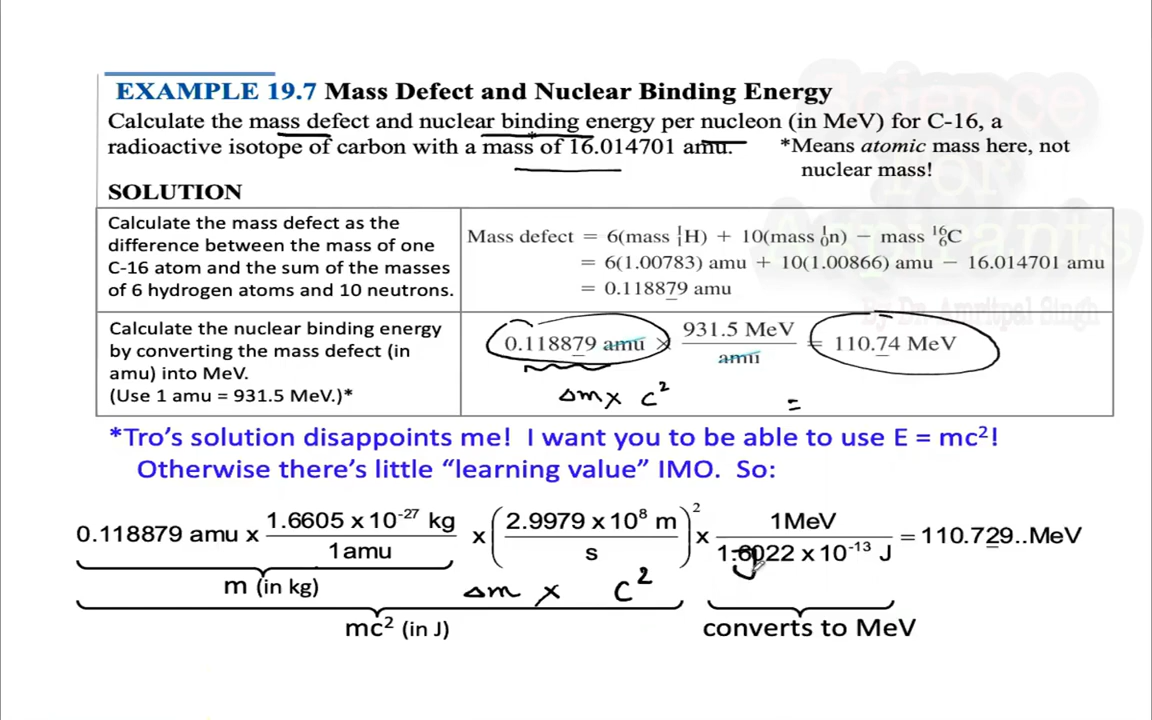 EXAMPLE 19.7 Mass Defect and Nuclear Binding Energy
Calculate the mass defect and nuclear binding energy per nucleon (in MeV) for C-16, a
radioactive isotope of carbon with a mass* of 16.014701 amu.
*Means atomic mass here, not
nuclear mass!
SOLUTION
Calculate the mass defect as the
difference between the mass of one
C-16 atom and the sum of the masses
of 6 hydrogen atoms and 10 neutrons.
Mass defect = 6(mass ¹₁H) + 10(mass ¹₀n) − mass ¹⁶₆C
= 6(1.00783) amu + 10(1.00866) amu − 16.014701 amu
= 0.118879 amu
Calculate the nuclear binding energy
by converting the mass defect (in
amu) into MeV.
(Use 1 amu = 931.5 MeV.)*
0.118879 amu × 931.5 MeV / amu = 110.74 MeV
Δm × c² =
*Tro's solution disappoints me! I want you to be able to use E = mc²!
Otherwise there's little “learning value” IMO. So:
0.118879 amu x 1.6605 x 10⁻²⁷ kg / 1amu x (2.9979 x 10⁸ m / s)² x 1MeV / 1.6022 x 10⁻¹³ J = 110.729..MeV
m (in kg)
Δm × c²
mc² (in J)
converts to MeV
Science
FOR
Aspirants
By Dr. Amritpal Singh